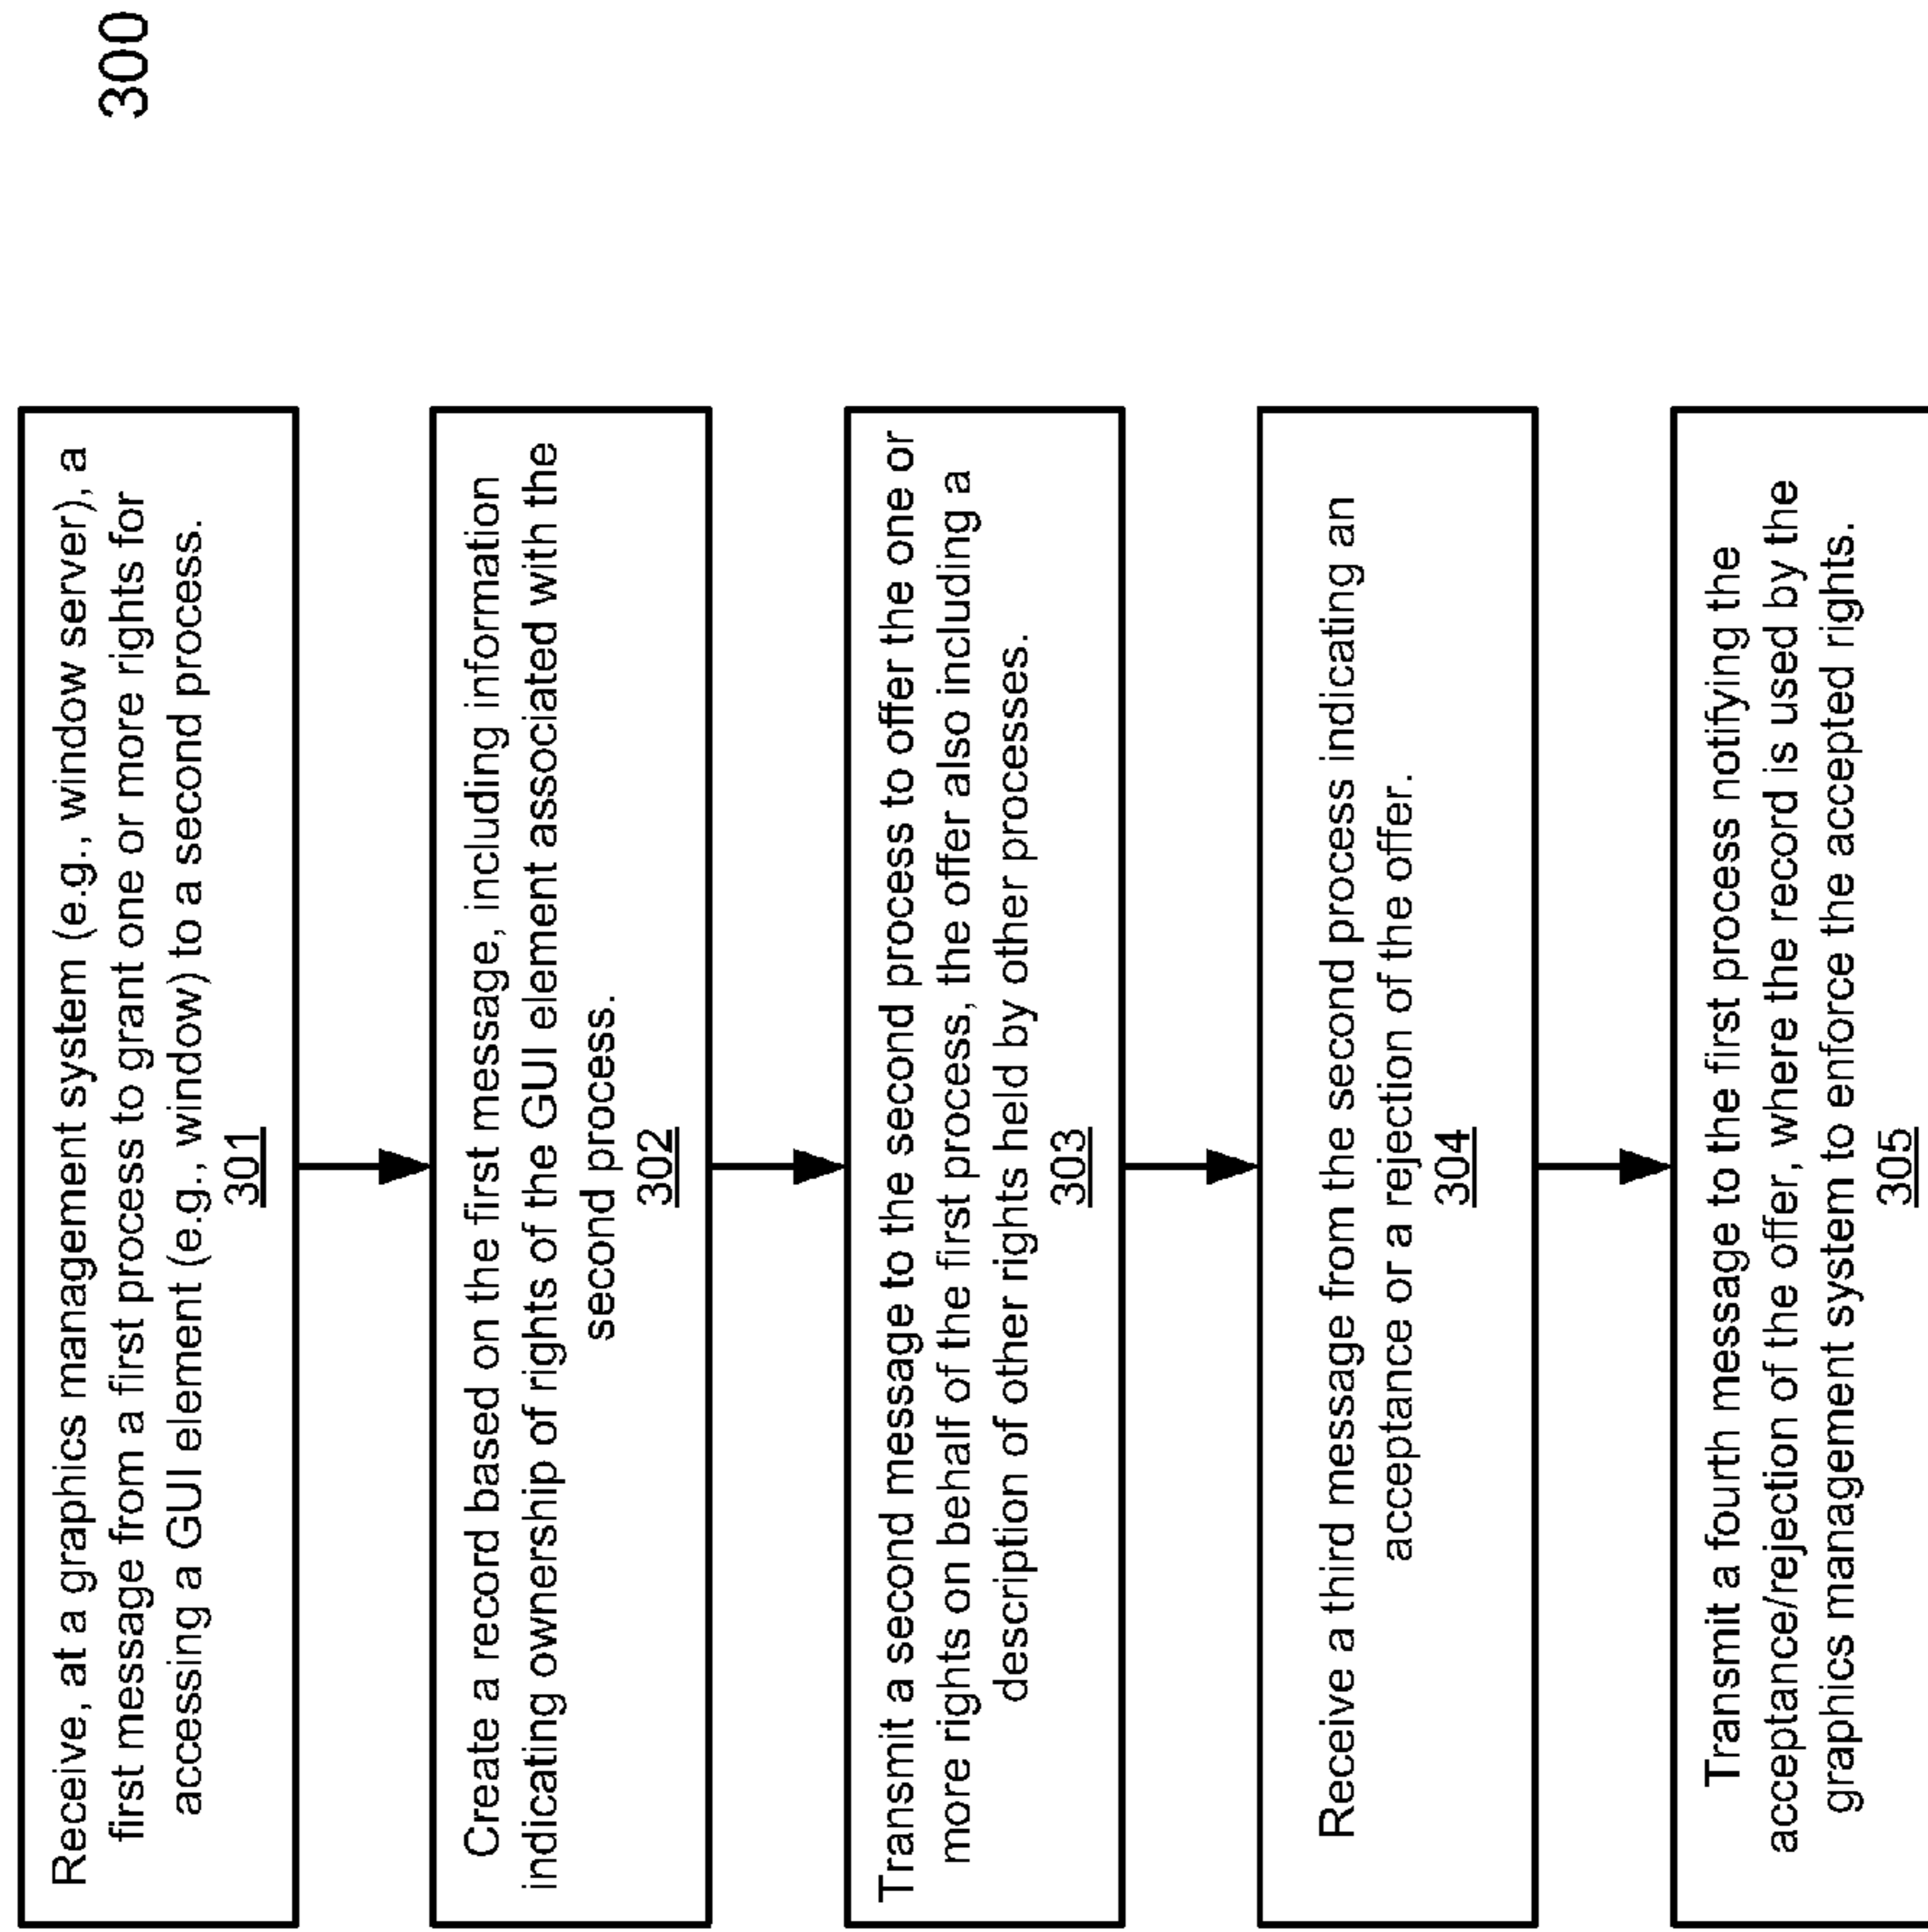 300
Receive, at a graphics management system (e.g., window server), a
first message from a first process to grant one or more rights for
accessing a GUI element (e.g., window) to a second process.
301
Create a record based on the first message, including information
indicating ownership of rights of the GUI element associated with the
second process.
302
Transmit a second message to the second process to offer the one or
more rights on behalf of the first process, the offer also including a
description of other rights held by other processes.
303
Receive a third message from the second process indicating an
acceptance or a rejection of the offer.
304
Transmit a fourth message to the first process notifying the
acceptance/rejection of the offer, where the record is used by the
graphics management system to enforce the accepted rights.
305